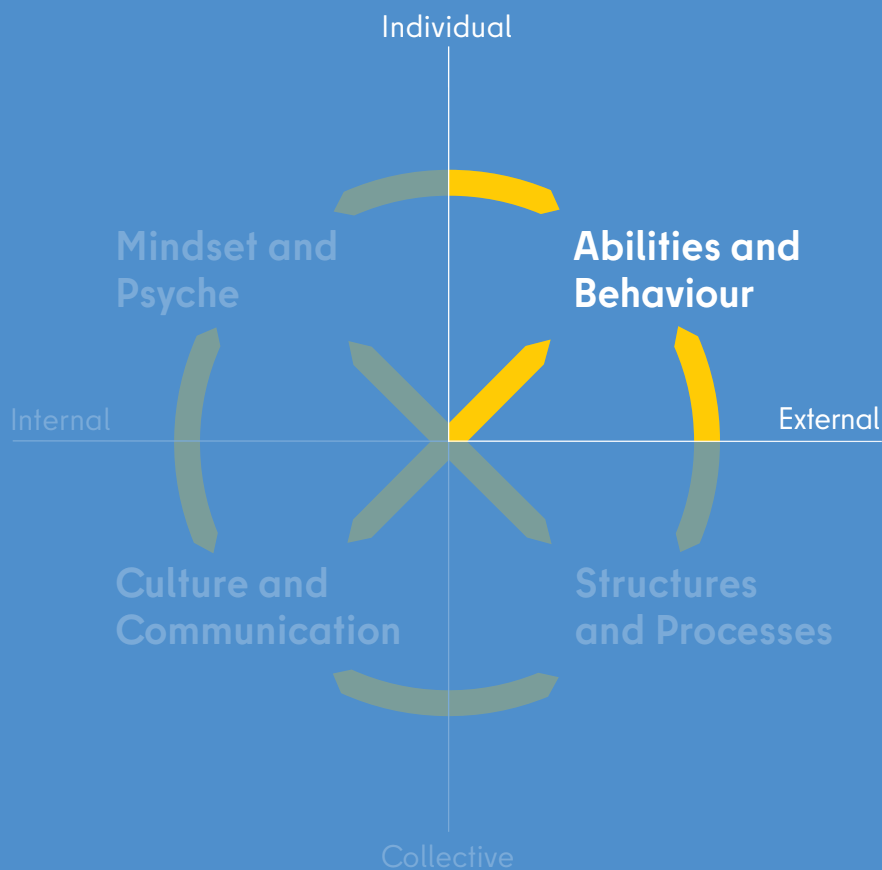 Individual
Mindset and
Psyche
Abilities and
Behaviour
Internal
External
Culture and
Communication
Structures
and Processes
Collective